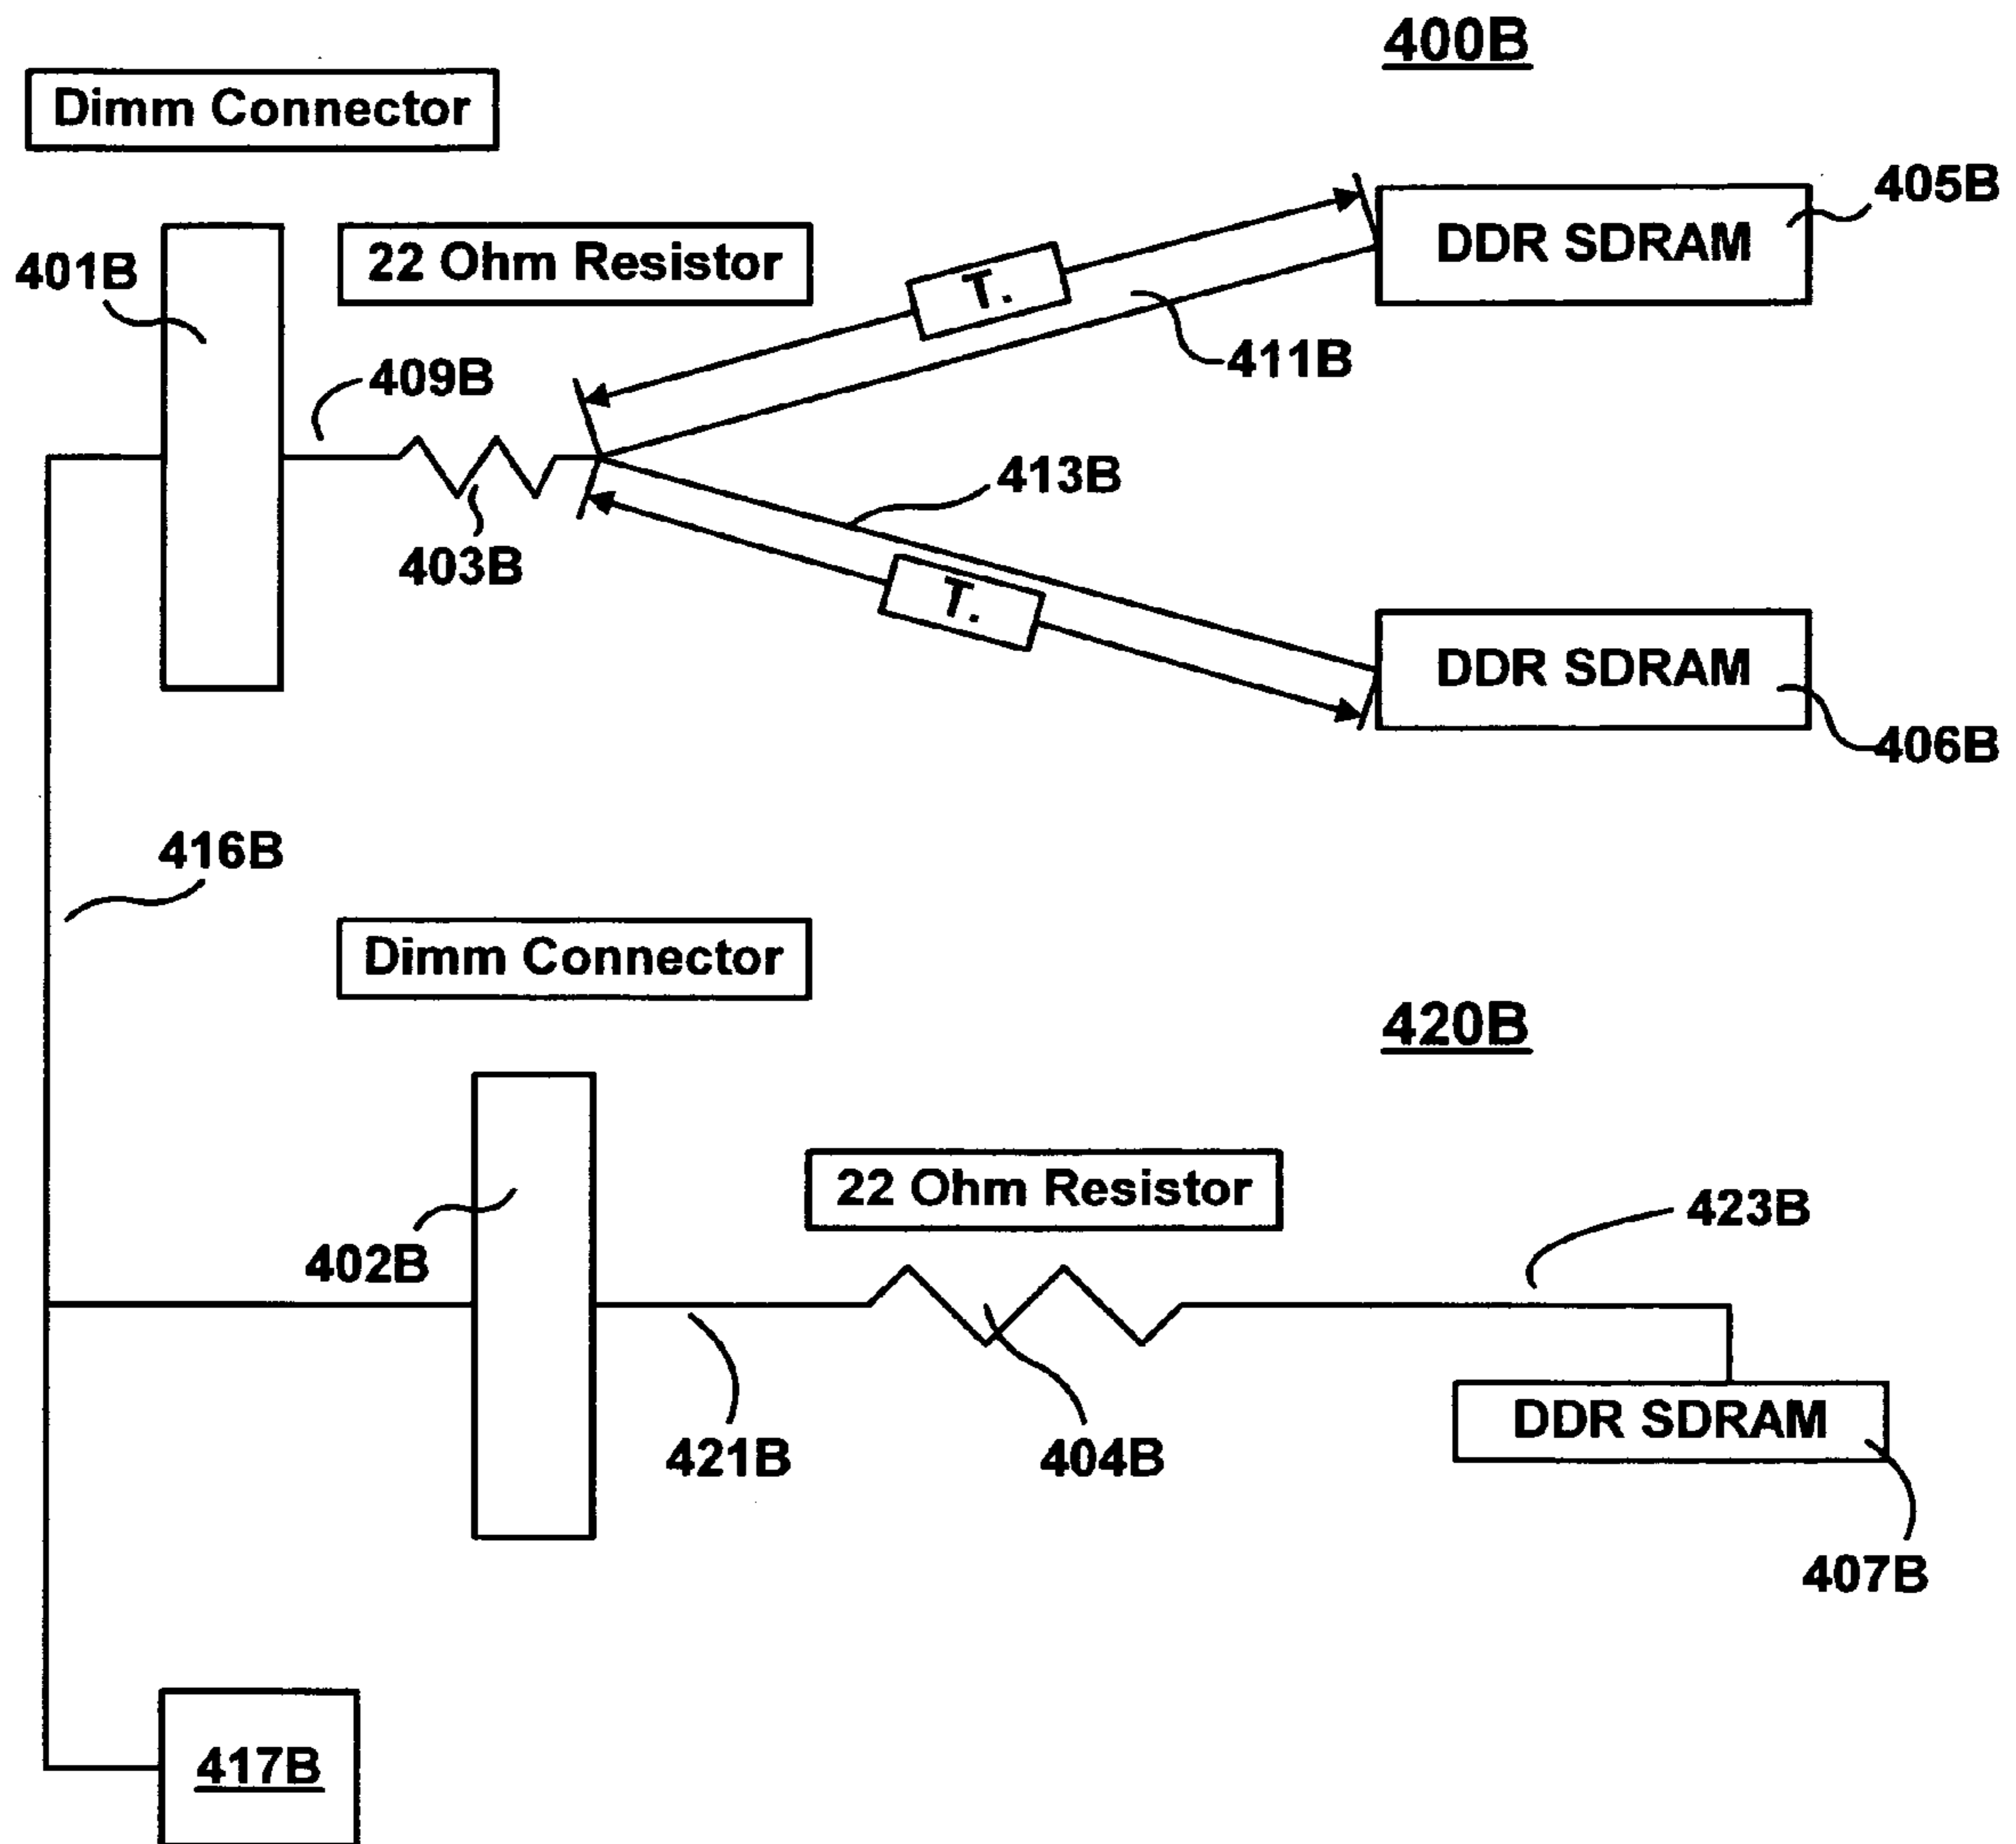 400B
Dimm Connector
405B
DDR SDRAM
22 Ohm Resistor
401B
T.
411B
409B
413B
403B
T.
DDR SDRAM
406B
416B
Dimm Connector
420B
22 Ohm Resistor
423B
402B
DDR SDRAM
421B
404B
407B
417B